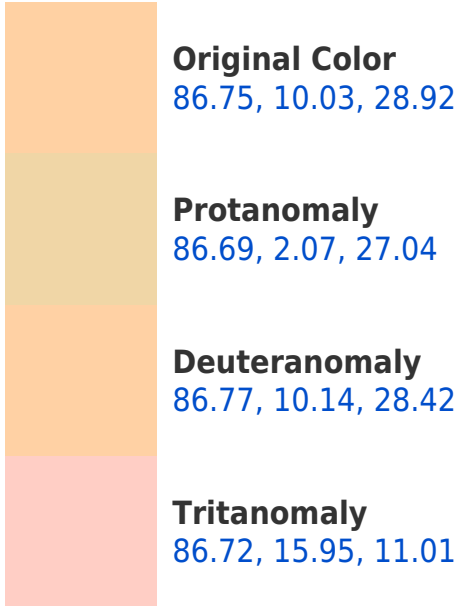 Original Color
86.75, 10.03, 28.92
Protanomaly
86.69, 2.07, 27.04
Deuteranomaly
86.77, 10.14, 28.42
Tritanomaly
86.72, 15.95, 11.01